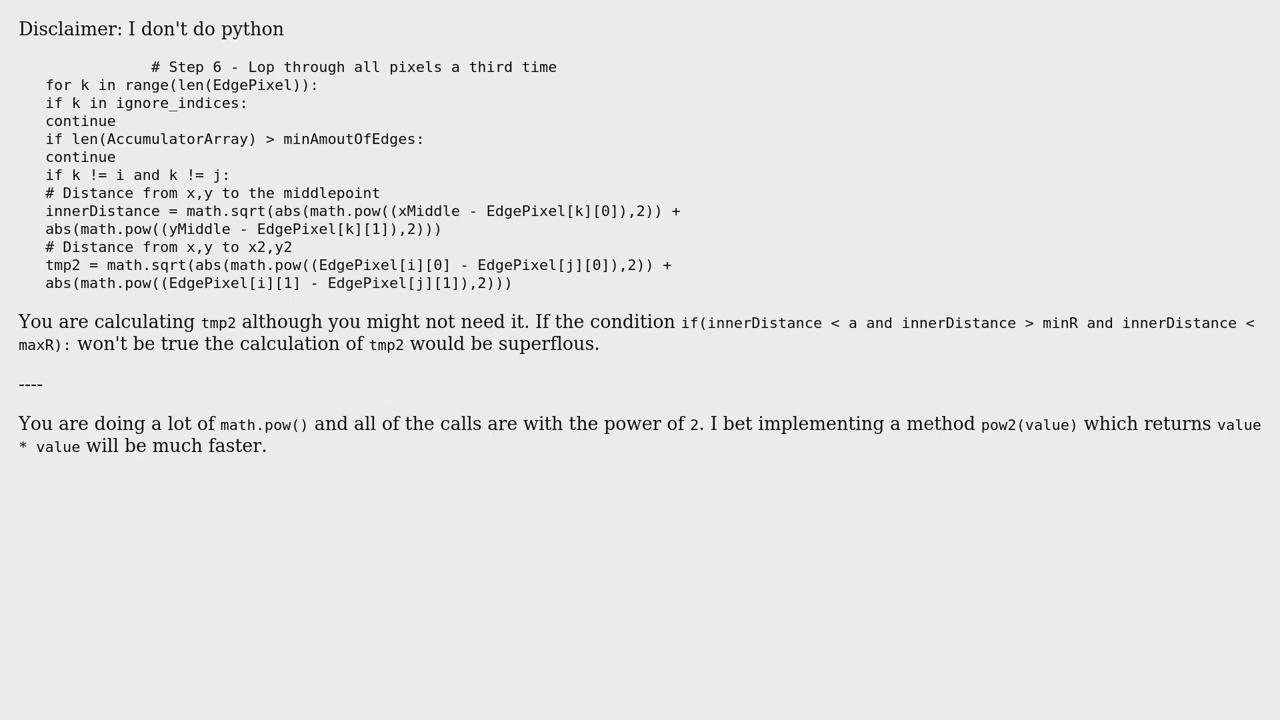 Disclaimer: I don't do python
# Step 6 - Lop through all pixels a third time
for k in range(len(EdgePixel)):
if k in ignore_indices:
continue
if len(AccumulatorArray) > minAmoutOfEdges:
continue
if k != i and k != j:
# Distance from x,y to the middlepoint
innerDistance = math.sqrt(abs(math.pow((xMiddle - EdgePixel[k][0]),2)) +
abs(math.pow((yMiddle - EdgePixel[k][1]),2)))
# Distance from x,y to x2,y2
tmp2 = math.sqrt(abs(math.pow((EdgePixel[i][0] - EdgePixel[j][0]),2)) +
abs(math.pow((EdgePixel[i][1] - EdgePixel[j][1]),2)))
You are calculating tmp2 although you might not need it. If the condition if(innerDistance < a and innerDistance > minR and innerDistance <
maxR): won't be true the calculation of tmp2 would be superflous.
----
You are doing a lot of math.pow() and all of the calls are with the power of 2. I bet implementing a method pow2(value) which returns value
* value will be much faster.